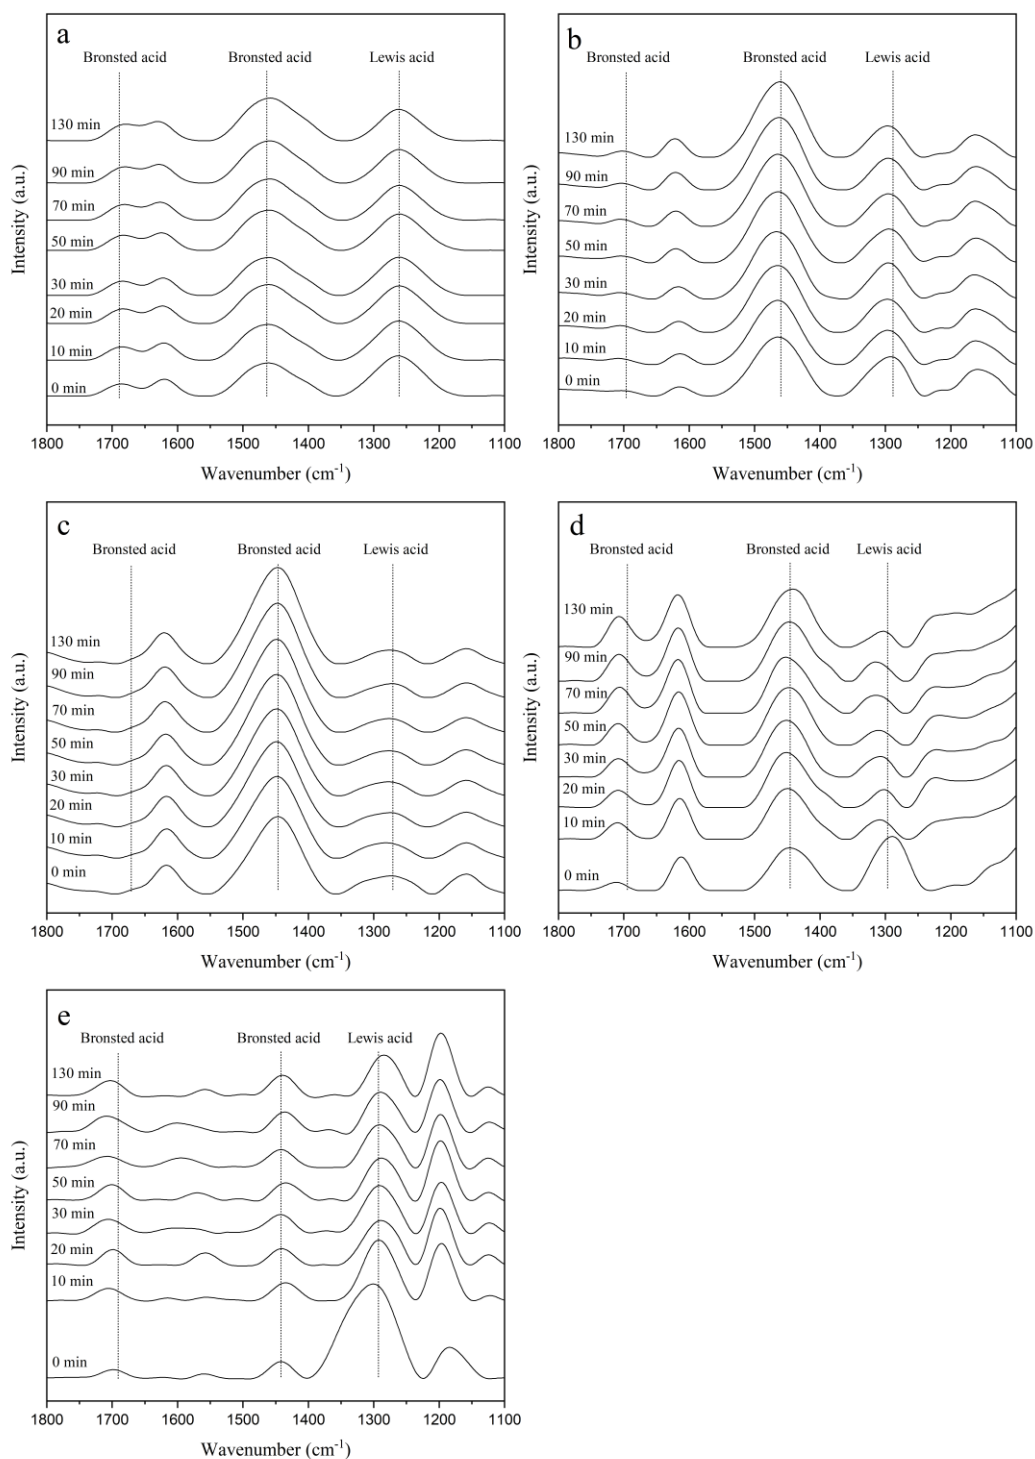 a
Bronsted acid Bronsted acid Lewis acid
130 min
90 min
70 min
50 min
30 min
20 min
10 min
0 min
Intensity (a.u.)
1800 1700 1600 1500 1400 1300 1200 1100
Wavenumber (cm⁻¹)
b
Bronsted acid Bronsted acid Lewis acid
130 min
90 min
70 min
50 min
30 min
20 min
10 min
0 min
Intensity (a.u.)
1800 1700 1600 1500 1400 1300 1200 1100
Wavenumber (cm⁻¹)
c
Bronsted acid Bronsted acid Lewis acid
130 min
90 min
70 min
50 min
30 min
20 min
10 min
0 min
Intensity (a.u.)
1800 1700 1600 1500 1400 1300 1200 1100
Wavenumber (cm⁻¹)
d
Bronsted acid Bronsted acid Lewis acid
130 min
90 min
70 min
50 min
30 min
20 min
10 min
0 min
Intensity (a.u.)
1800 1700 1600 1500 1400 1300 1200 1100
Wavenumber (cm⁻¹)
e
Bronsted acid Bronsted acid Lewis acid
130 min
90 min
70 min
50 min
30 min
20 min
10 min
0 min
Intensity (a.u.)
1800 1700 1600 1500 1400 1300 1200 1100
Wavenumber (cm⁻¹)